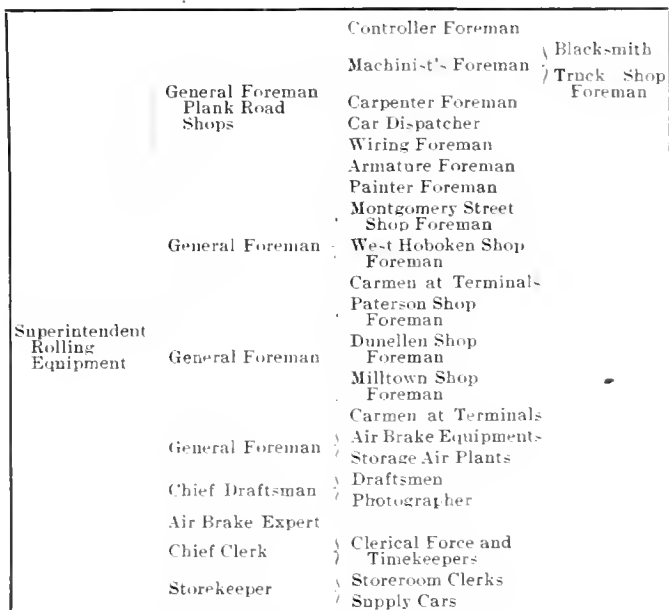 Controller Foreman
Machinist's Foreman
Blacksmith
Truck Shop
Foreman
General Foreman
Plank Road
Shops
Carpenter Foreman
Car Dispatcher
Wiring Foreman
Armature Foreman
Painter Foreman
General Foreman
Montgomery Street
Shop Foreman
West Hoboken Shop
Foreman
Carmen at Terminals
Superintendent
Rolling
Equipment
General Foreman
Paterson Shop
Foreman
Dunellen Shop
Foreman
Milltown Shop
Foreman
Carmen at Terminals
General Foreman
Air Brake Equipments
Storage Air Plants
Chief Draftsman
Draftsmen
Photographer
Air Brake Expert
Chief Clerk
Clerical Force and
Timekeepers
Storekeeper
Storeroom Clerks
Supply Cars